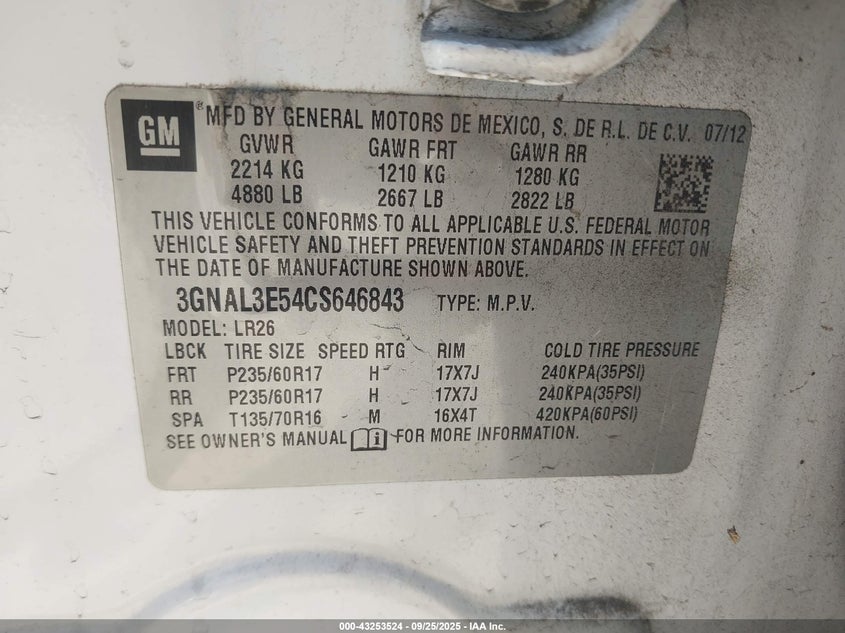 GM ® MFD BY GENERAL MOTORS DE MEXICO, S. DE R.L. DE C.V. 07/12
GVWR GAWR FRT GAWR RR
2214 KG 1210 KG 1280 KG
4880 LB 2667 LB 2822 LB
THIS VEHICLE CONFORMS TO ALL APPLICABLE U.S. FEDERAL MOTOR
VEHICLE SAFETY AND THEFT PREVENTION STANDARDS IN EFFECT ON
THE DATE OF MANUFACTURE SHOWN ABOVE.
3GNAL3E54CS646843 TYPE: M.P.V.
MODEL: LR26
LBCK TIRE SIZE SPEED RTG RIM COLD TIRE PRESSURE
FRT P235/60R17 H 17X7J 240KPA(35PSI)
RR P235/60R17 H 17X7J 240KPA(35PSI)
SPA T135/70R16 M 16X4T 420KPA(60PSI)
SEE OWNER'S MANUAL FOR MORE INFORMATION.
000-43253524 | 09/25/2025 | IAA Inc.